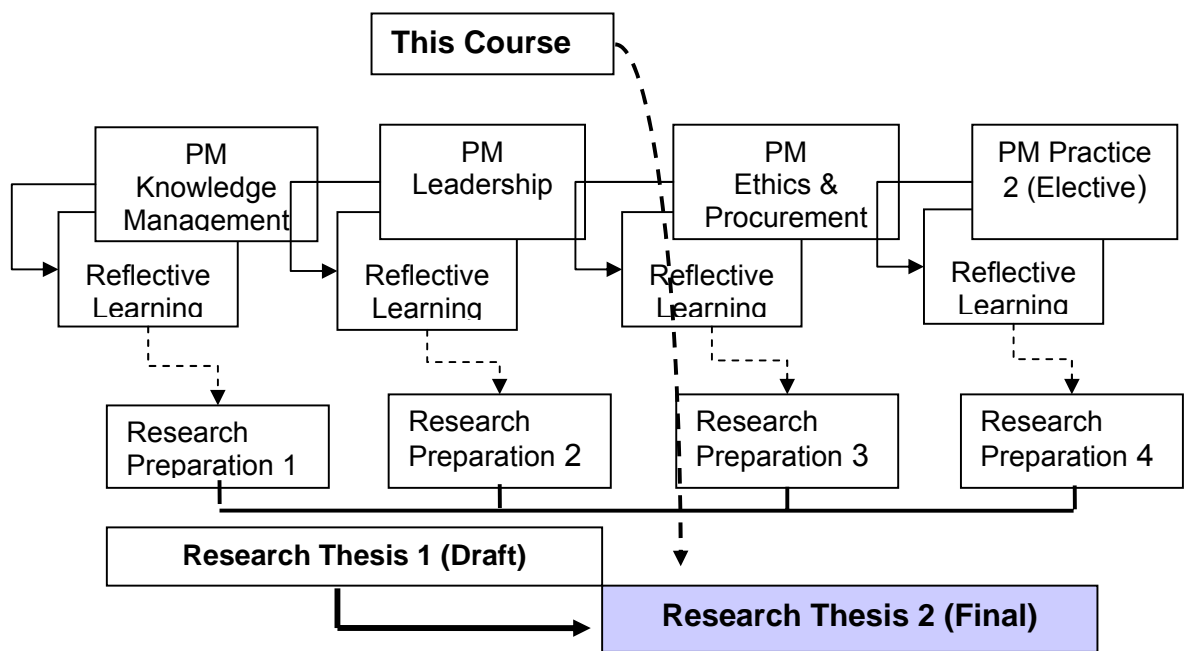 This Course
PM
Knowledge
Management
PM
Leadership
PM
Ethics &
Procurement
PM Practice
2 (Elective)
Reflective
Learning
Reflective
Learning
Reflective
Learning
Reflective
Learning
Research
Preparation 1
Research
Preparation 2
Research
Preparation 3
Research
Preparation 4
Research Thesis 1 (Draft)
Research Thesis 2 (Final)